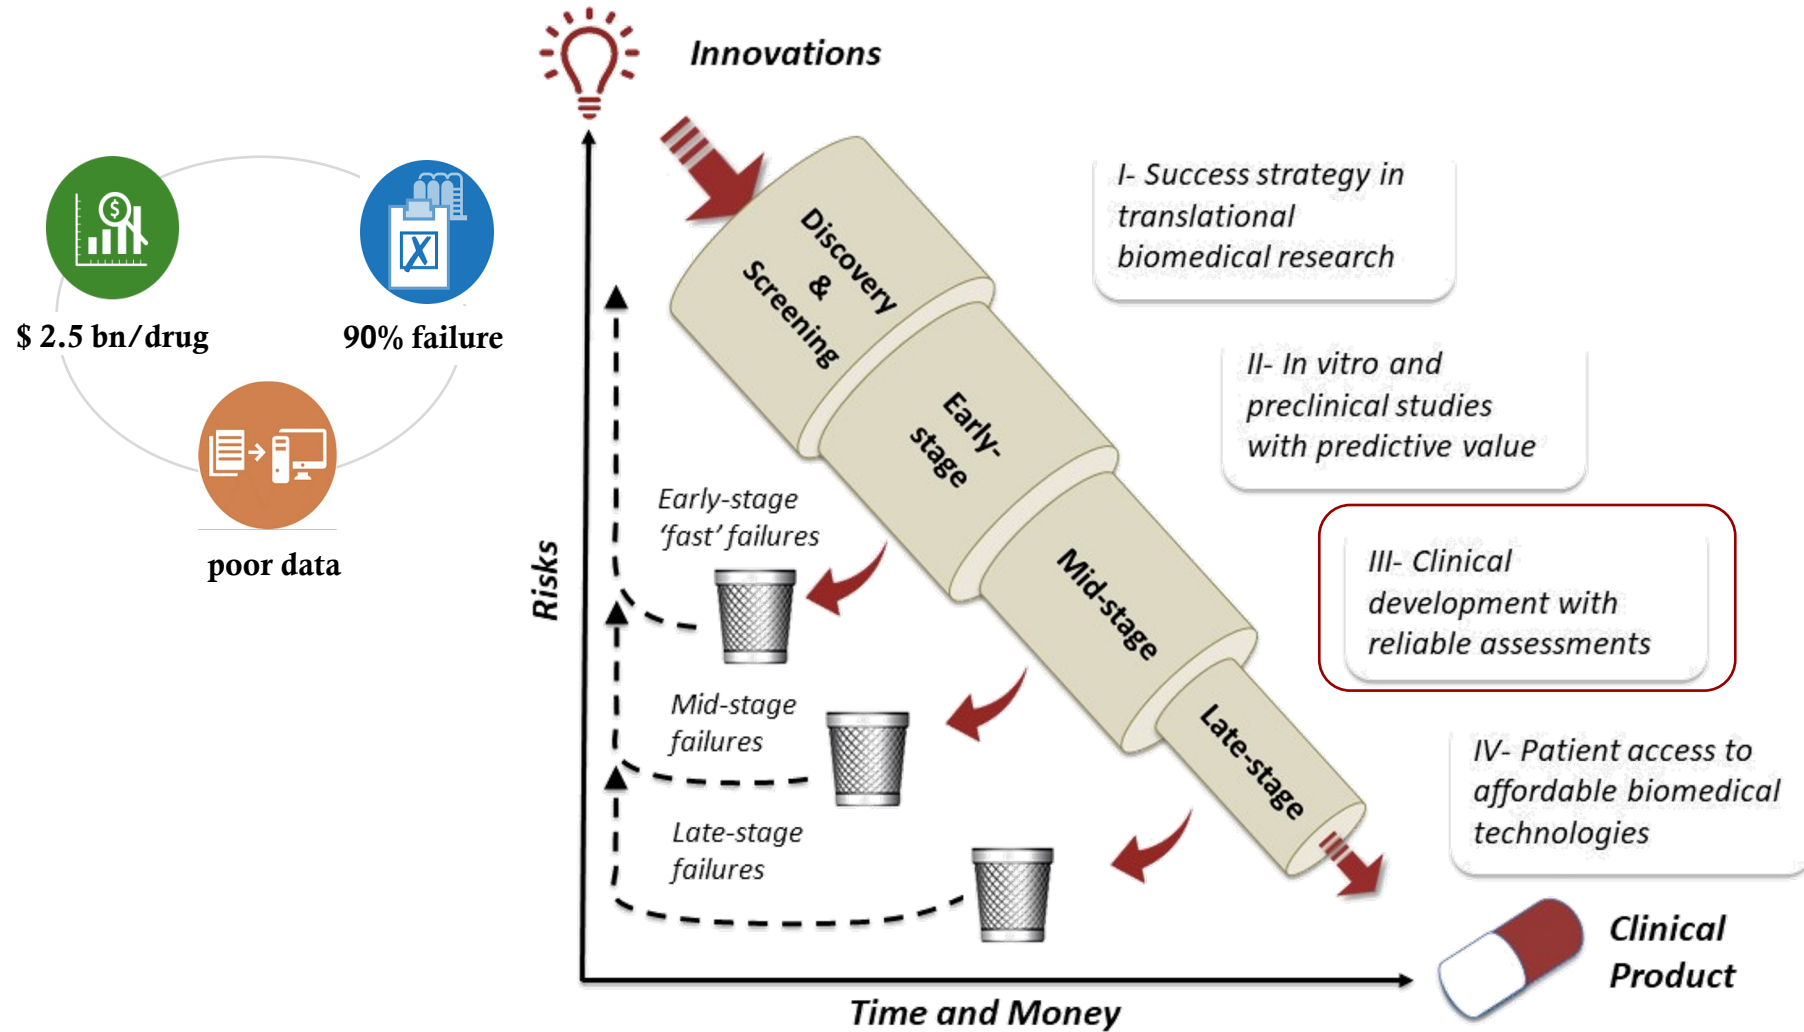 Innovations
$ 2.5 bn/drug
90% failure
poor data
$
X
Risks
Time and Money
Discovery
&
Screening
Early-
stage
Mid-stage
Late-stage
Early-stage
‘fast’ failures
Mid-stage
failures
Late-stage
failures
I- Success strategy in
translational
biomedical research
II- In vitro and
preclinical studies
with predictive value
III- Clinical
development with
reliable assessments
IV- Patient access to
affordable biomedical
technologies
Clinical
Product